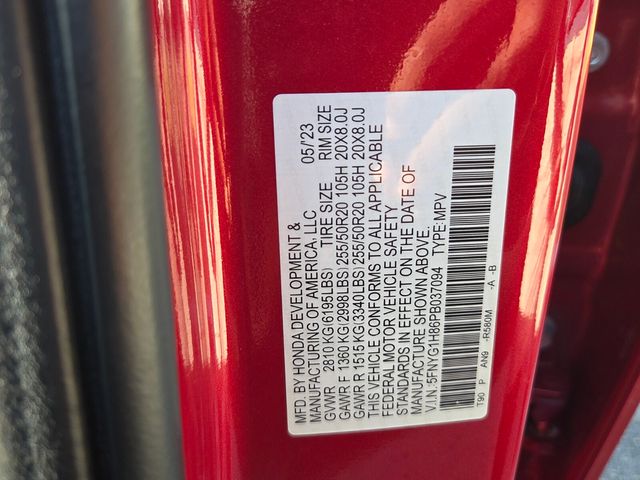 MFD. BY HONDA DEVELOPMENT &
MANUFACTURING OF AMERICA, LLC 05/'23
GVWR 2810 KG(6195LBS) TIRE SIZE RIM SIZE
GAWR F 1360 KG(2998LBS) 255/50R20 105H 20X8.0J
GAWR R 1515 KG(3340LBS) 255/50R20 105H 20X8.0J
THIS VEHICLE CONFORMS TO ALL APPLICABLE
FEDERAL MOTOR VEHICLE SAFETY
STANDARDS IN EFFECT ON THE DATE OF
MANUFACTURE SHOWN ABOVE.
V.I.N.:5FNYG1H86PB037094 TYPE:MPV
T90 P AN9 -R580M -A -B